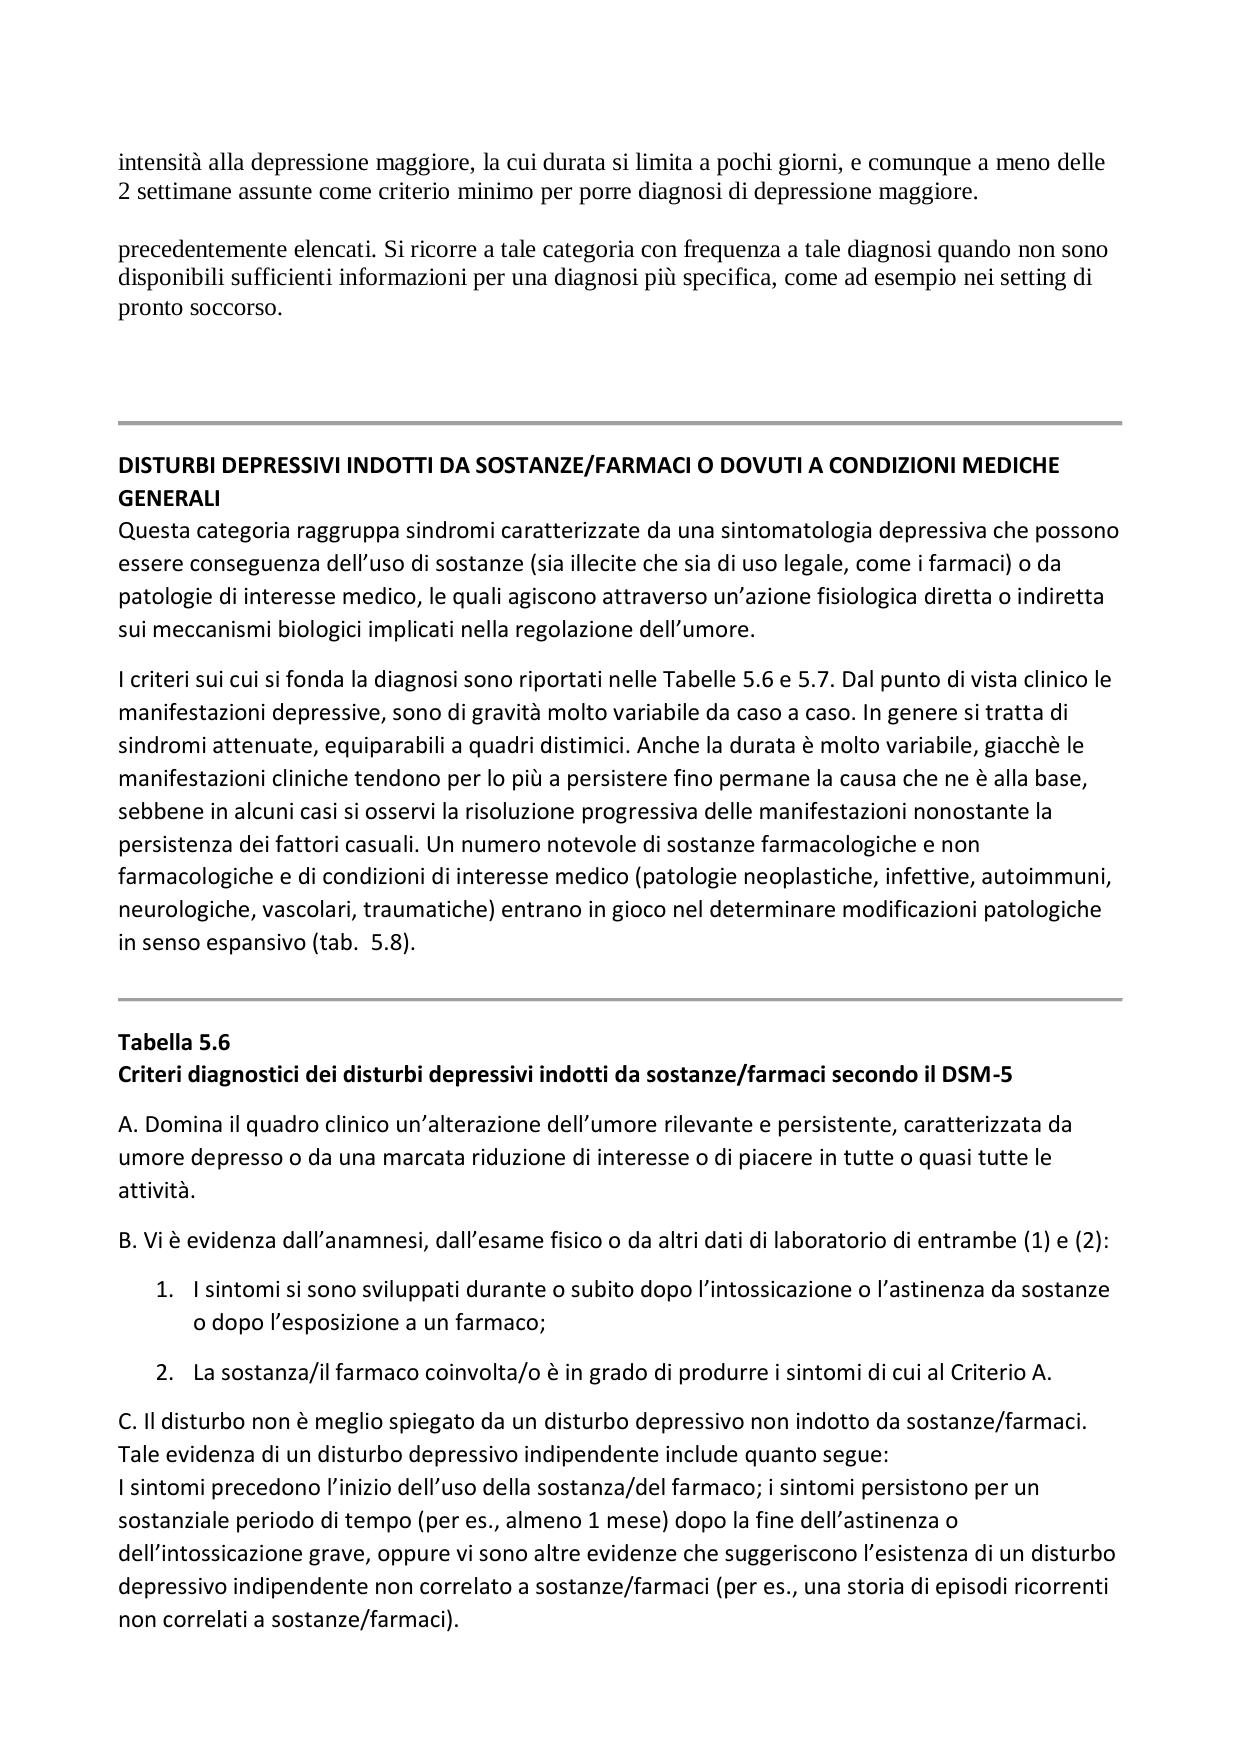 intensità alla depressione maggiore, la cui durata si limita a pochi giorni, e comunque a meno delle
2 settimane assunte come criterio minimo per porre diagnosi di depressione maggiore.
precedentemente elencati. Si ricorre a tale categoria con frequenza a tale diagnosi quando non sono
disponibili sufficienti informazioni per una diagnosi più specifica, come ad esempio nei setting di
pronto soccorso.
DISTURBI DEPRESSIVI INDOTTI DA SOSTANZE/FARMACI O DOVUTI A CONDIZIONI MEDICHE
GENERALI
Questa categoria raggruppa sindromi caratterizzate da una sintomatologia depressiva che possono
essere conseguenza dell’uso di sostanze (sia illecite che sia di uso legale, come i farmaci) o da
patologie di interesse medico, le quali agiscono attraverso un’azione fisiologica diretta o indiretta
sui meccanismi biologici implicati nella regolazione dell’umore.
I criteri sui cui si fonda la diagnosi sono riportati nelle Tabelle 5.6 e 5.7. Dal punto di vista clinico le
manifestazioni depressive, sono di gravità molto variabile da caso a caso. In genere si tratta di
sindromi attenuate, equiparabili a quadri distimici. Anche la durata è molto variabile, giacchè le
manifestazioni cliniche tendono per lo più a persistere fino permane la causa che ne è alla base,
sebbene in alcuni casi si osservi la risoluzione progressiva delle manifestazioni nonostante la
persistenza dei fattori casuali. Un numero notevole di sostanze farmacologiche e non
farmacologiche e di condizioni di interesse medico (patologie neoplastiche, infettive, autoimmuni,
neurologiche, vascolari, traumatiche) entrano in gioco nel determinare modificazioni patologiche
in senso espansivo (tab.  5.8).
Tabella 5.6
Criteri diagnostici dei disturbi depressivi indotti da sostanze/farmaci secondo il DSM-5
A. Domina il quadro clinico un’alterazione dell’umore rilevante e persistente, caratterizzata da
umore depresso o da una marcata riduzione di interesse o di piacere in tutte o quasi tutte le
attività.
B. Vi è evidenza dall’anamnesi, dall’esame fisico o da altri dati di laboratorio di entrambe (1) e (2):
1. I sintomi si sono sviluppati durante o subito dopo l’intossicazione o l’astinenza da sostanze
o dopo l’esposizione a un farmaco;
2. La sostanza/il farmaco coinvolta/o è in grado di produrre i sintomi di cui al Criterio A.
C. Il disturbo non è meglio spiegato da un disturbo depressivo non indotto da sostanze/farmaci.
Tale evidenza di un disturbo depressivo indipendente include quanto segue:
I sintomi precedono l’inizio dell’uso della sostanza/del farmaco; i sintomi persistono per un
sostanziale periodo di tempo (per es., almeno 1 mese) dopo la fine dell’astinenza o
dell’intossicazione grave, oppure vi sono altre evidenze che suggeriscono l’esistenza di un disturbo
depressivo indipendente non correlato a sostanze/farmaci (per es., una storia di episodi ricorrenti
non correlati a sostanze/farmaci).